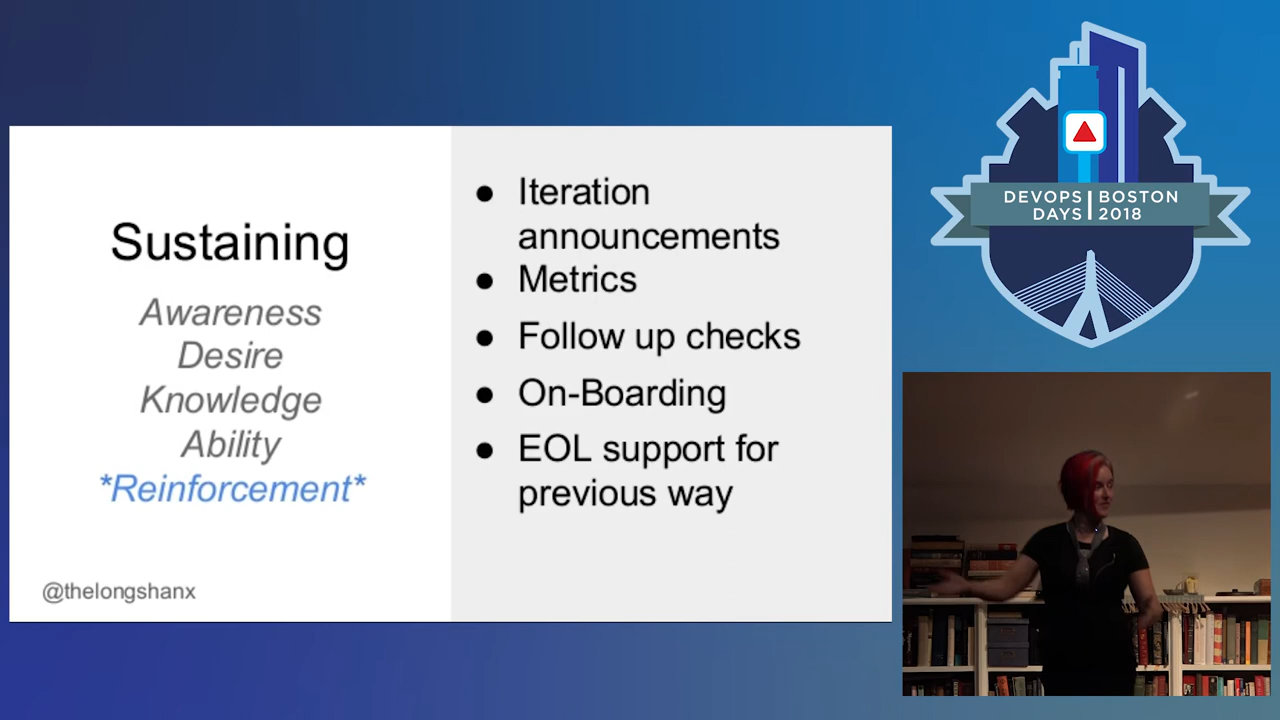 Sustaining
Awareness
Desire
Knowledge
Ability
*Reinforcement*
@thelongshanx
● Iteration
announcements
● Metrics
● Follow up checks
● On-Boarding
● EOL support for
previous way
DEVOPS | BOSTON
DAYS | 2018